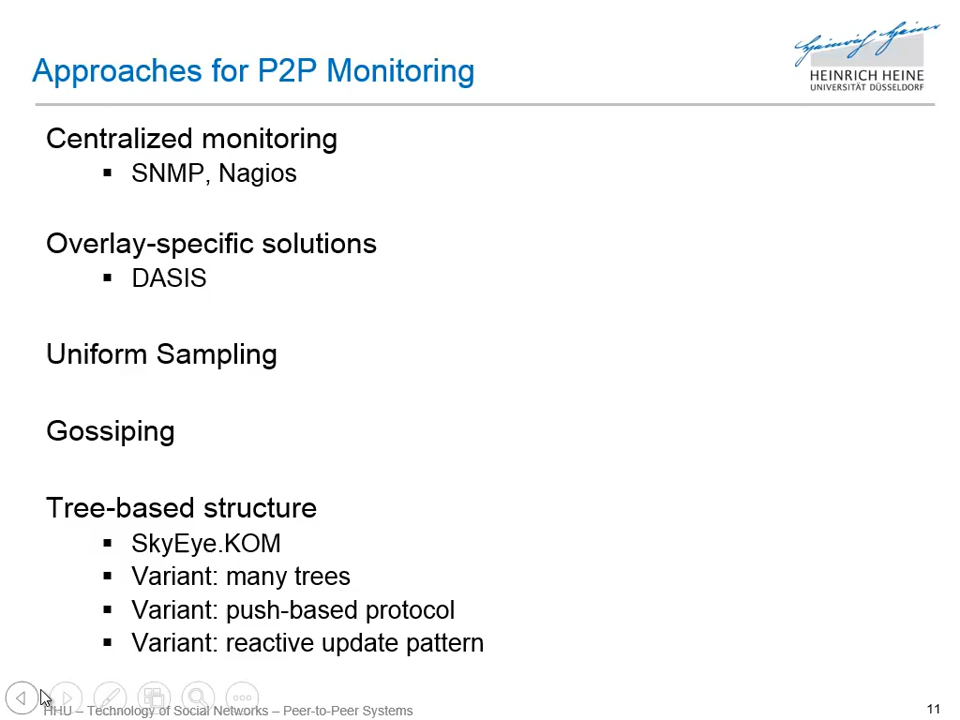 Approaches for P2P Monitoring
Heinrich Heine
HEINRICH HEINE
UNIVERSITÄT DÜSSELDORF
Centralized monitoring
▪ SNMP, Nagios
Overlay-specific solutions
▪ DASIS
Uniform Sampling
Gossiping
Tree-based structure
▪ SkyEye.KOM
▪ Variant: many trees
▪ Variant: push-based protocol
▪ Variant: reactive update pattern
HHU – Technology of Social Networks – Peer-to-Peer Systems
11